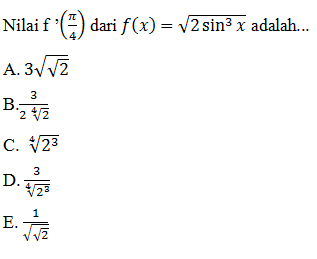 Nilai f '(π/4) dari f(x) = √(2 sin³ x) adalah...
A. 3√√2
B. 3/(2 ∜2)
C. ∜(2³)
D. 3/∜(2³)
E. 1/√√2